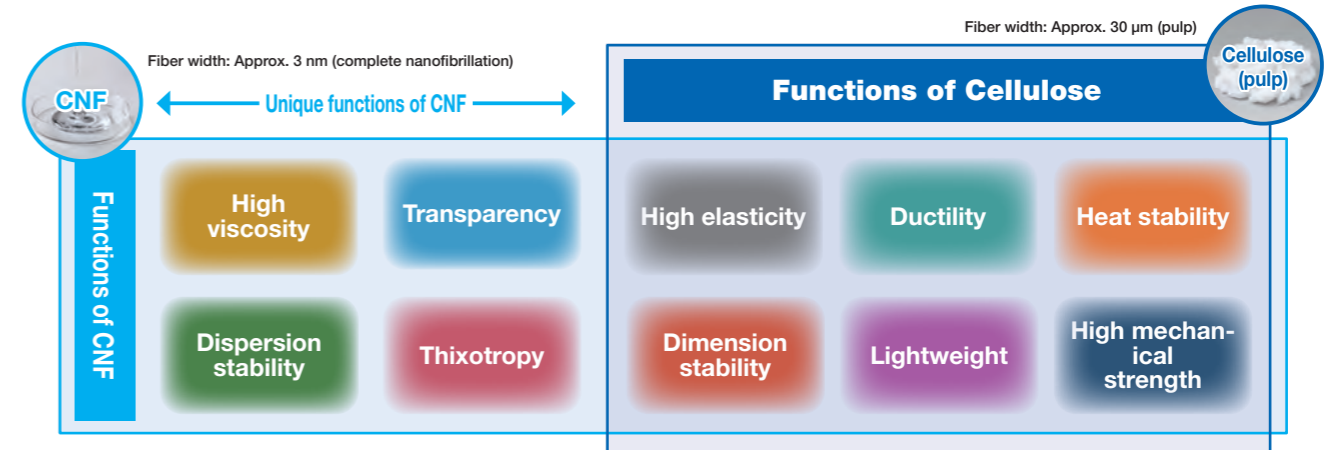 Fiber width: Approx. 30 µm (pulp)
Cellulose
(pulp)
Fiber width: Approx. 3 nm (complete nanofibrillation)
CNF
Unique functions of CNF
Functions of Cellulose
Functions of CNF
High
viscosity
Transparency
High elasticity
Ductility
Heat stability
Dispersion
stability
Thixotropy
Dimension
stability
Lightweight
High mechan-
ical
strength